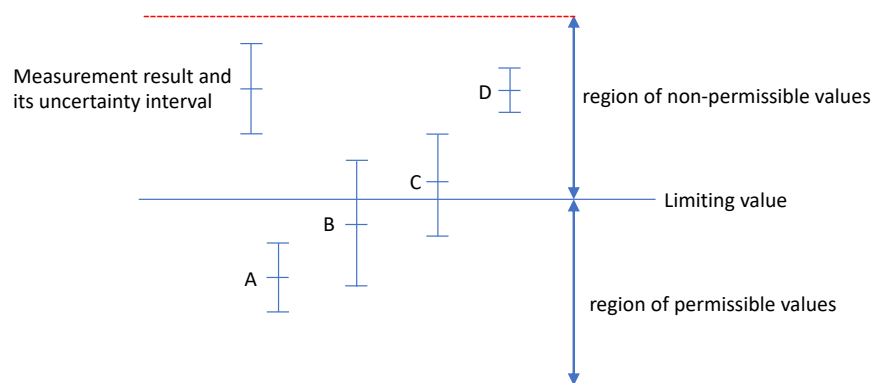 Measurement result and
its uncertainty interval
D
region of non-permissible values
C
Limiting value
B
A
region of permissible values